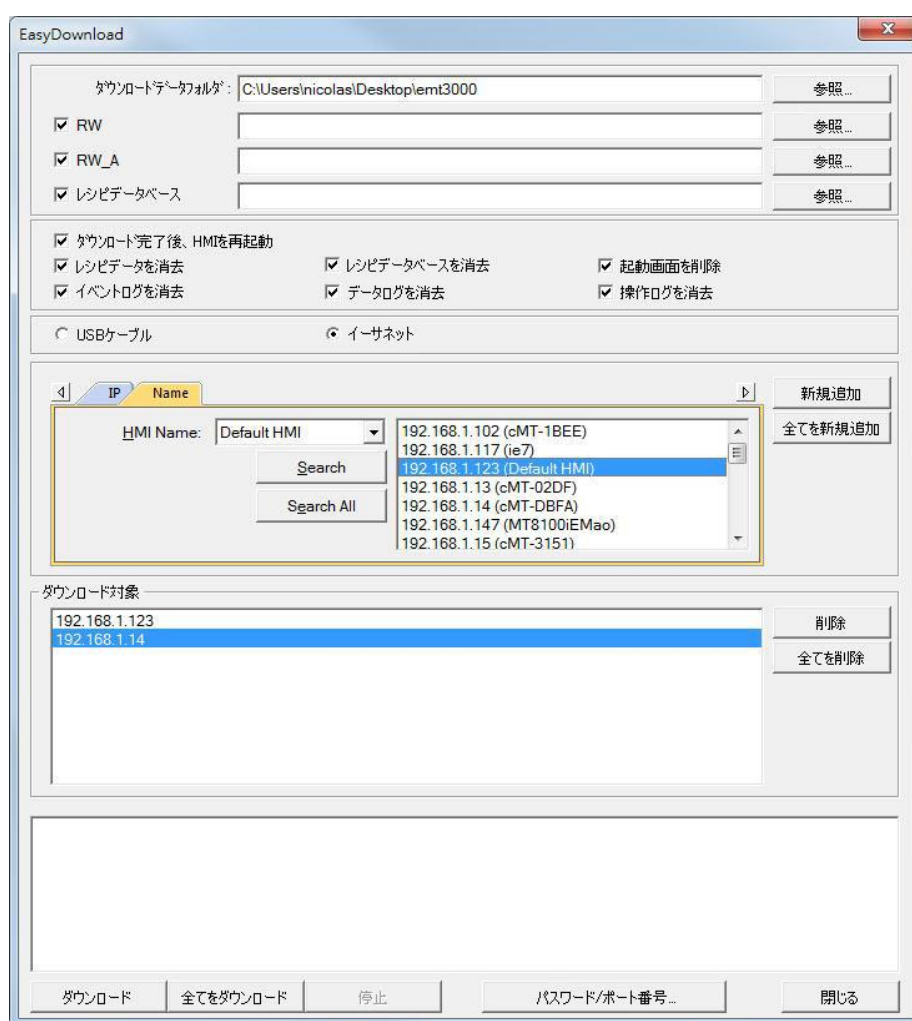 EasyDownload
ダウンロードデータフォルダ: C:\Users\nicolas\Desktop\emt3000 参照...
RW 参照...
RW_A 参照...
レシピデータベース 参照...
ダウンロード完了後、HMIを再起動
レシピデータを消去 レシピデータベースを消去 起動画面を削除
イベントログを消去 データログを消去 操作ログを消去
USBケーブル イーサネット
IP Name
新規追加
全てを新規追加
HMI Name: Default HMI
Search
Search All
192.168.1.102 (cMT-1BEE)
192.168.1.117 (ie7)
192.168.1.123 (Default HMI)
192.168.1.13 (cMT-02DF)
192.168.1.14 (cMT-DBFA)
192.168.1.147 (MT8100iEMao)
192.168.1.15 (cMT-3151)
ダウンロード対象
192.168.1.123
192.168.1.14
削除
全てを削除
ダウンロード 全てをダウンロード 停止 パスワード/ポート番号... 閉じる